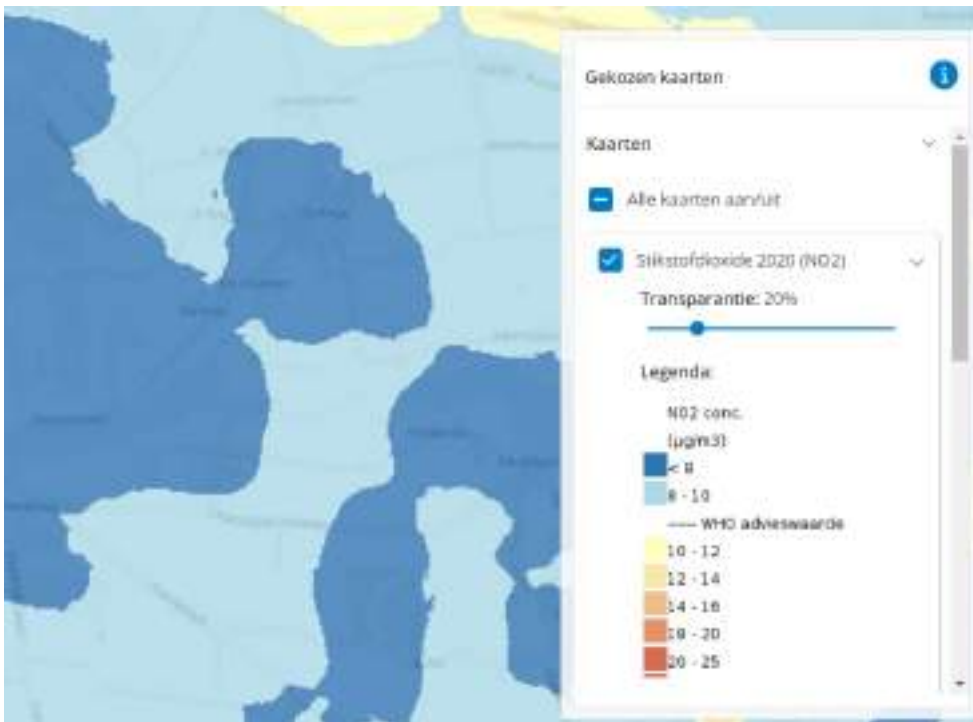 Gekozen kaarten
Kaarten
Alle kaarten aan/uit
Stikstofdioxide 2020 (NO2)
Transparantie: 20%
Legenda:
NO2 conc.
(µg/m3)
< 8
8 - 10
---- WHO advieswaarde
10 - 12
12 - 14
14 - 16
18 - 20
20 - 25